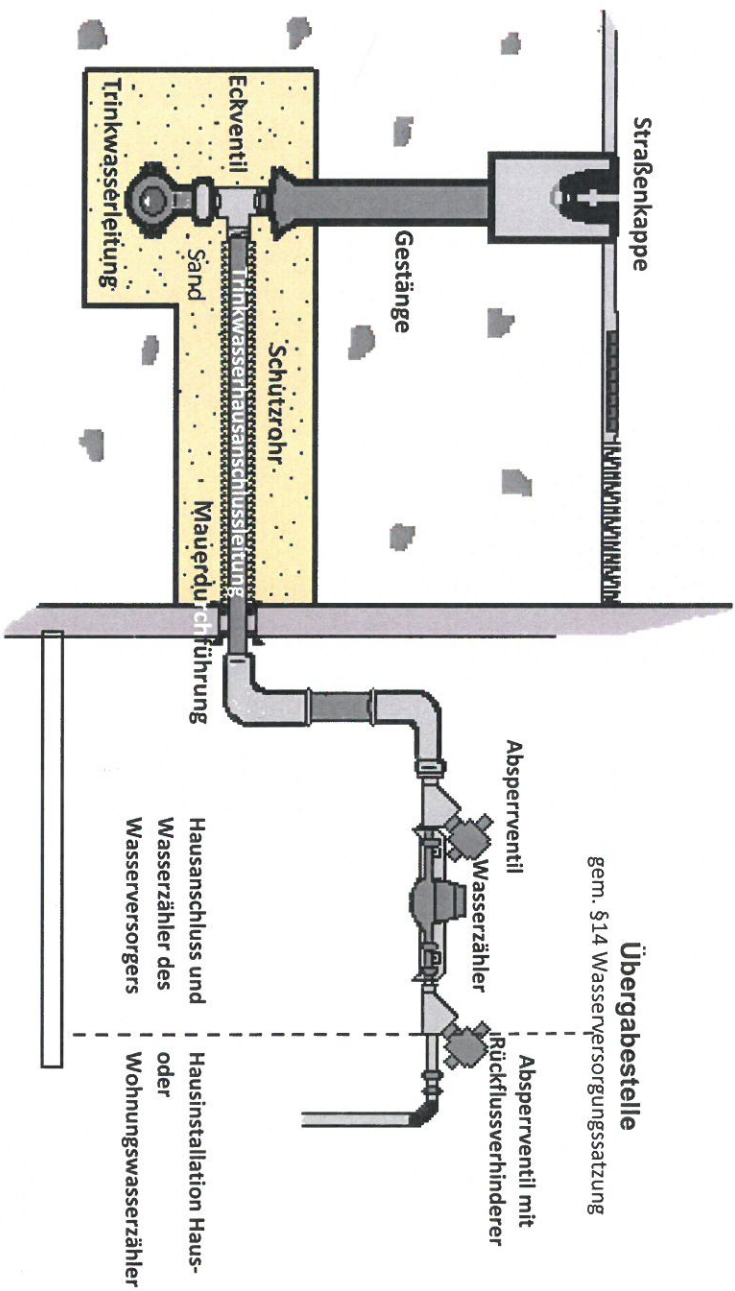 Übergabestelle
gem. §14 Wasserversorgungssatzung
Straßenkappe
Gestänge
Absperrventil
Wasserzähler
Absperrventil mit
Rückflussverhinderer
Eckventil
Schutzrohr
Trinkwasserhausanschlussleitung
Sand
Mauerdurchführung
Trinkwasserleitung
Hausanschluss und
Wasserzähler des
Wasserversorgers
Hausinstallation Haus-
oder
Wohnungswasserzähler